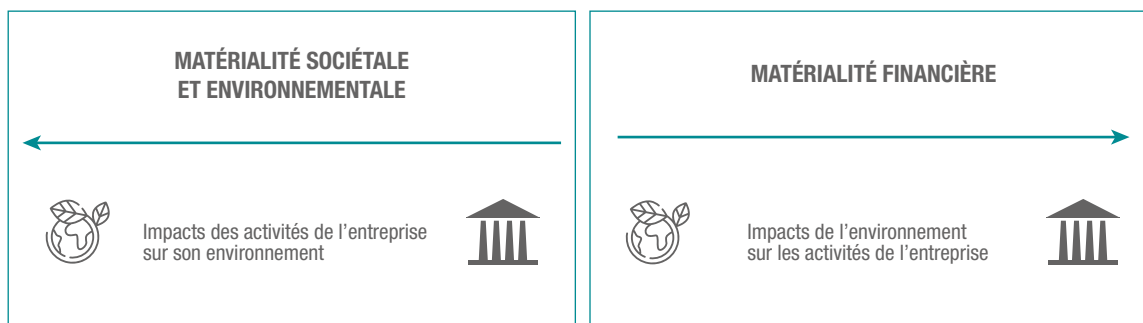 MATÉRIALITÉ SOCIÉTALE
ET ENVIRONNEMENTALE
Impacts des activités de l’entreprise
sur son environnement
MATÉRIALITÉ FINANCIÈRE
Impacts de l’environnement
sur les activités de l’entreprise